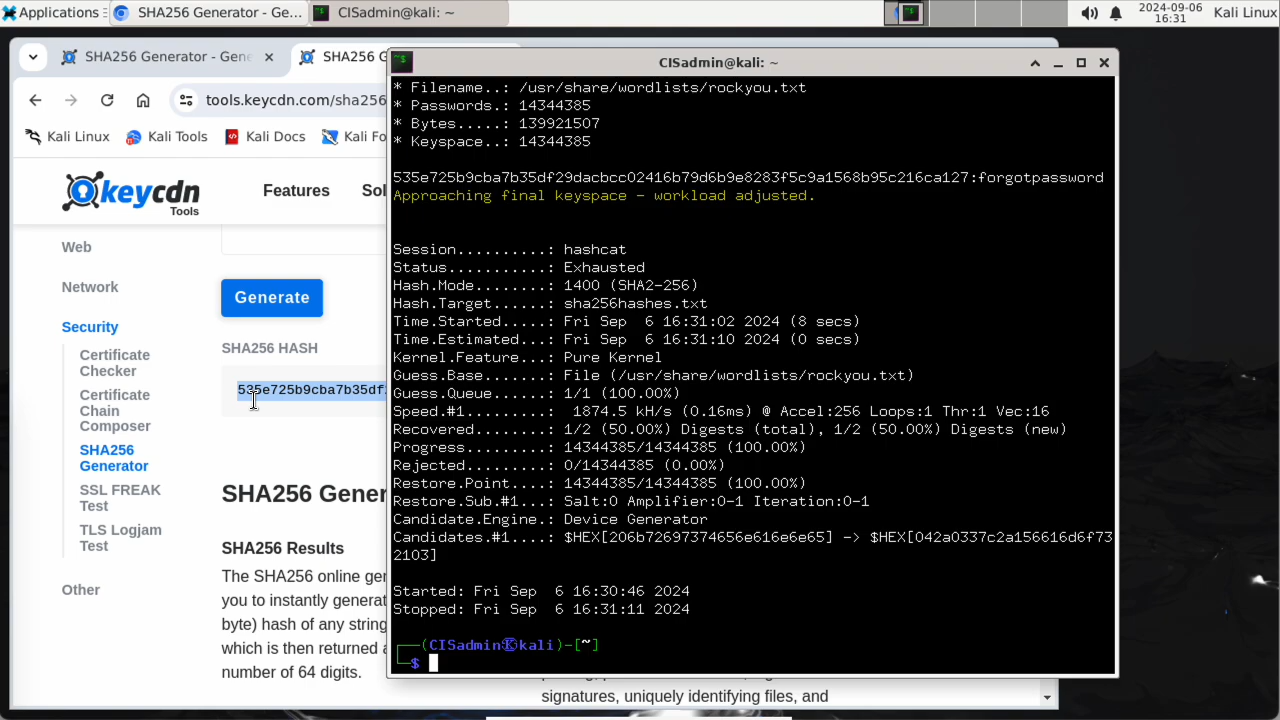 Applications
SHA256 Generator - Ge...
CISadmin@kali: ~
2024-09-06
16:31
Kali Linux
SHA256 Generator - Gene
SHA256 G
tools.keycdn.com/sha256
Kali Linux
Kali Tools
Kali Docs
Kali Fo
keycdn
Tools
Features
Sol
Web
Network
Security
Certificate
Checker
Certificate
Chain
Composer
SHA256
Generator
SSL FREAK
Test
TLS Logjam
Test
Other
Generate
SHA256 HASH
535e725b9cba7b35df
SHA256 Gener
SHA256 Results
The SHA256 online gen
you to instantly generat
byte) hash of any string
which is then returned a
number of 64 digits.
signatures, uniquely identifying files, and
CISadmin@kali: ~
* Filename..: /usr/share/wordlists/rockyou.txt
* Passwords.: 14344385
* Bytes.....: 139921507
* Keyspace..: 14344385
535e725b9cba7b35df29dacbcc02416b79d6b9e8283f5c9a1568b95c216ca127:forgotpassword
Approaching final keyspace - workload adjusted.
Session..........: hashcat
Status...........: Exhausted
Hash.Mode........: 1400 (SHA2-256)
Hash.Target......: sha256hashes.txt
Time.Started.....: Fri Sep  6 16:31:02 2024 (8 secs)
Time.Estimated...: Fri Sep  6 16:31:10 2024 (0 secs)
Kernel.Feature...: Pure Kernel
Guess.Base.......: File (/usr/share/wordlists/rockyou.txt)
Guess.Queue......: 1/1 (100.00%)
Speed.#1.........:  1874.5 kH/s (0.16ms) @ Accel:256 Loops:1 Thr:1 Vec:16
Recovered........: 1/2 (50.00%) Digests (total), 1/2 (50.00%) Digests (new)
Progress.........: 14344385/14344385 (100.00%)
Rejected.........: 0/14344385 (0.00%)
Restore.Point....: 14344385/14344385 (100.00%)
Restore.Sub.#1...: Salt:0 Amplifier:0-1 Iteration:0-1
Candidate.Engine.: Device Generator
Candidates.#1....: $HEX[206b72697374656e616e6e65] -> $HEX[042a0337c2a156616d6f73
2103]
Started: Fri Sep  6 16:30:46 2024
Stopped: Fri Sep  6 16:31:11 2024
┌──(CISadmin㉿kali)-[~]
└─$